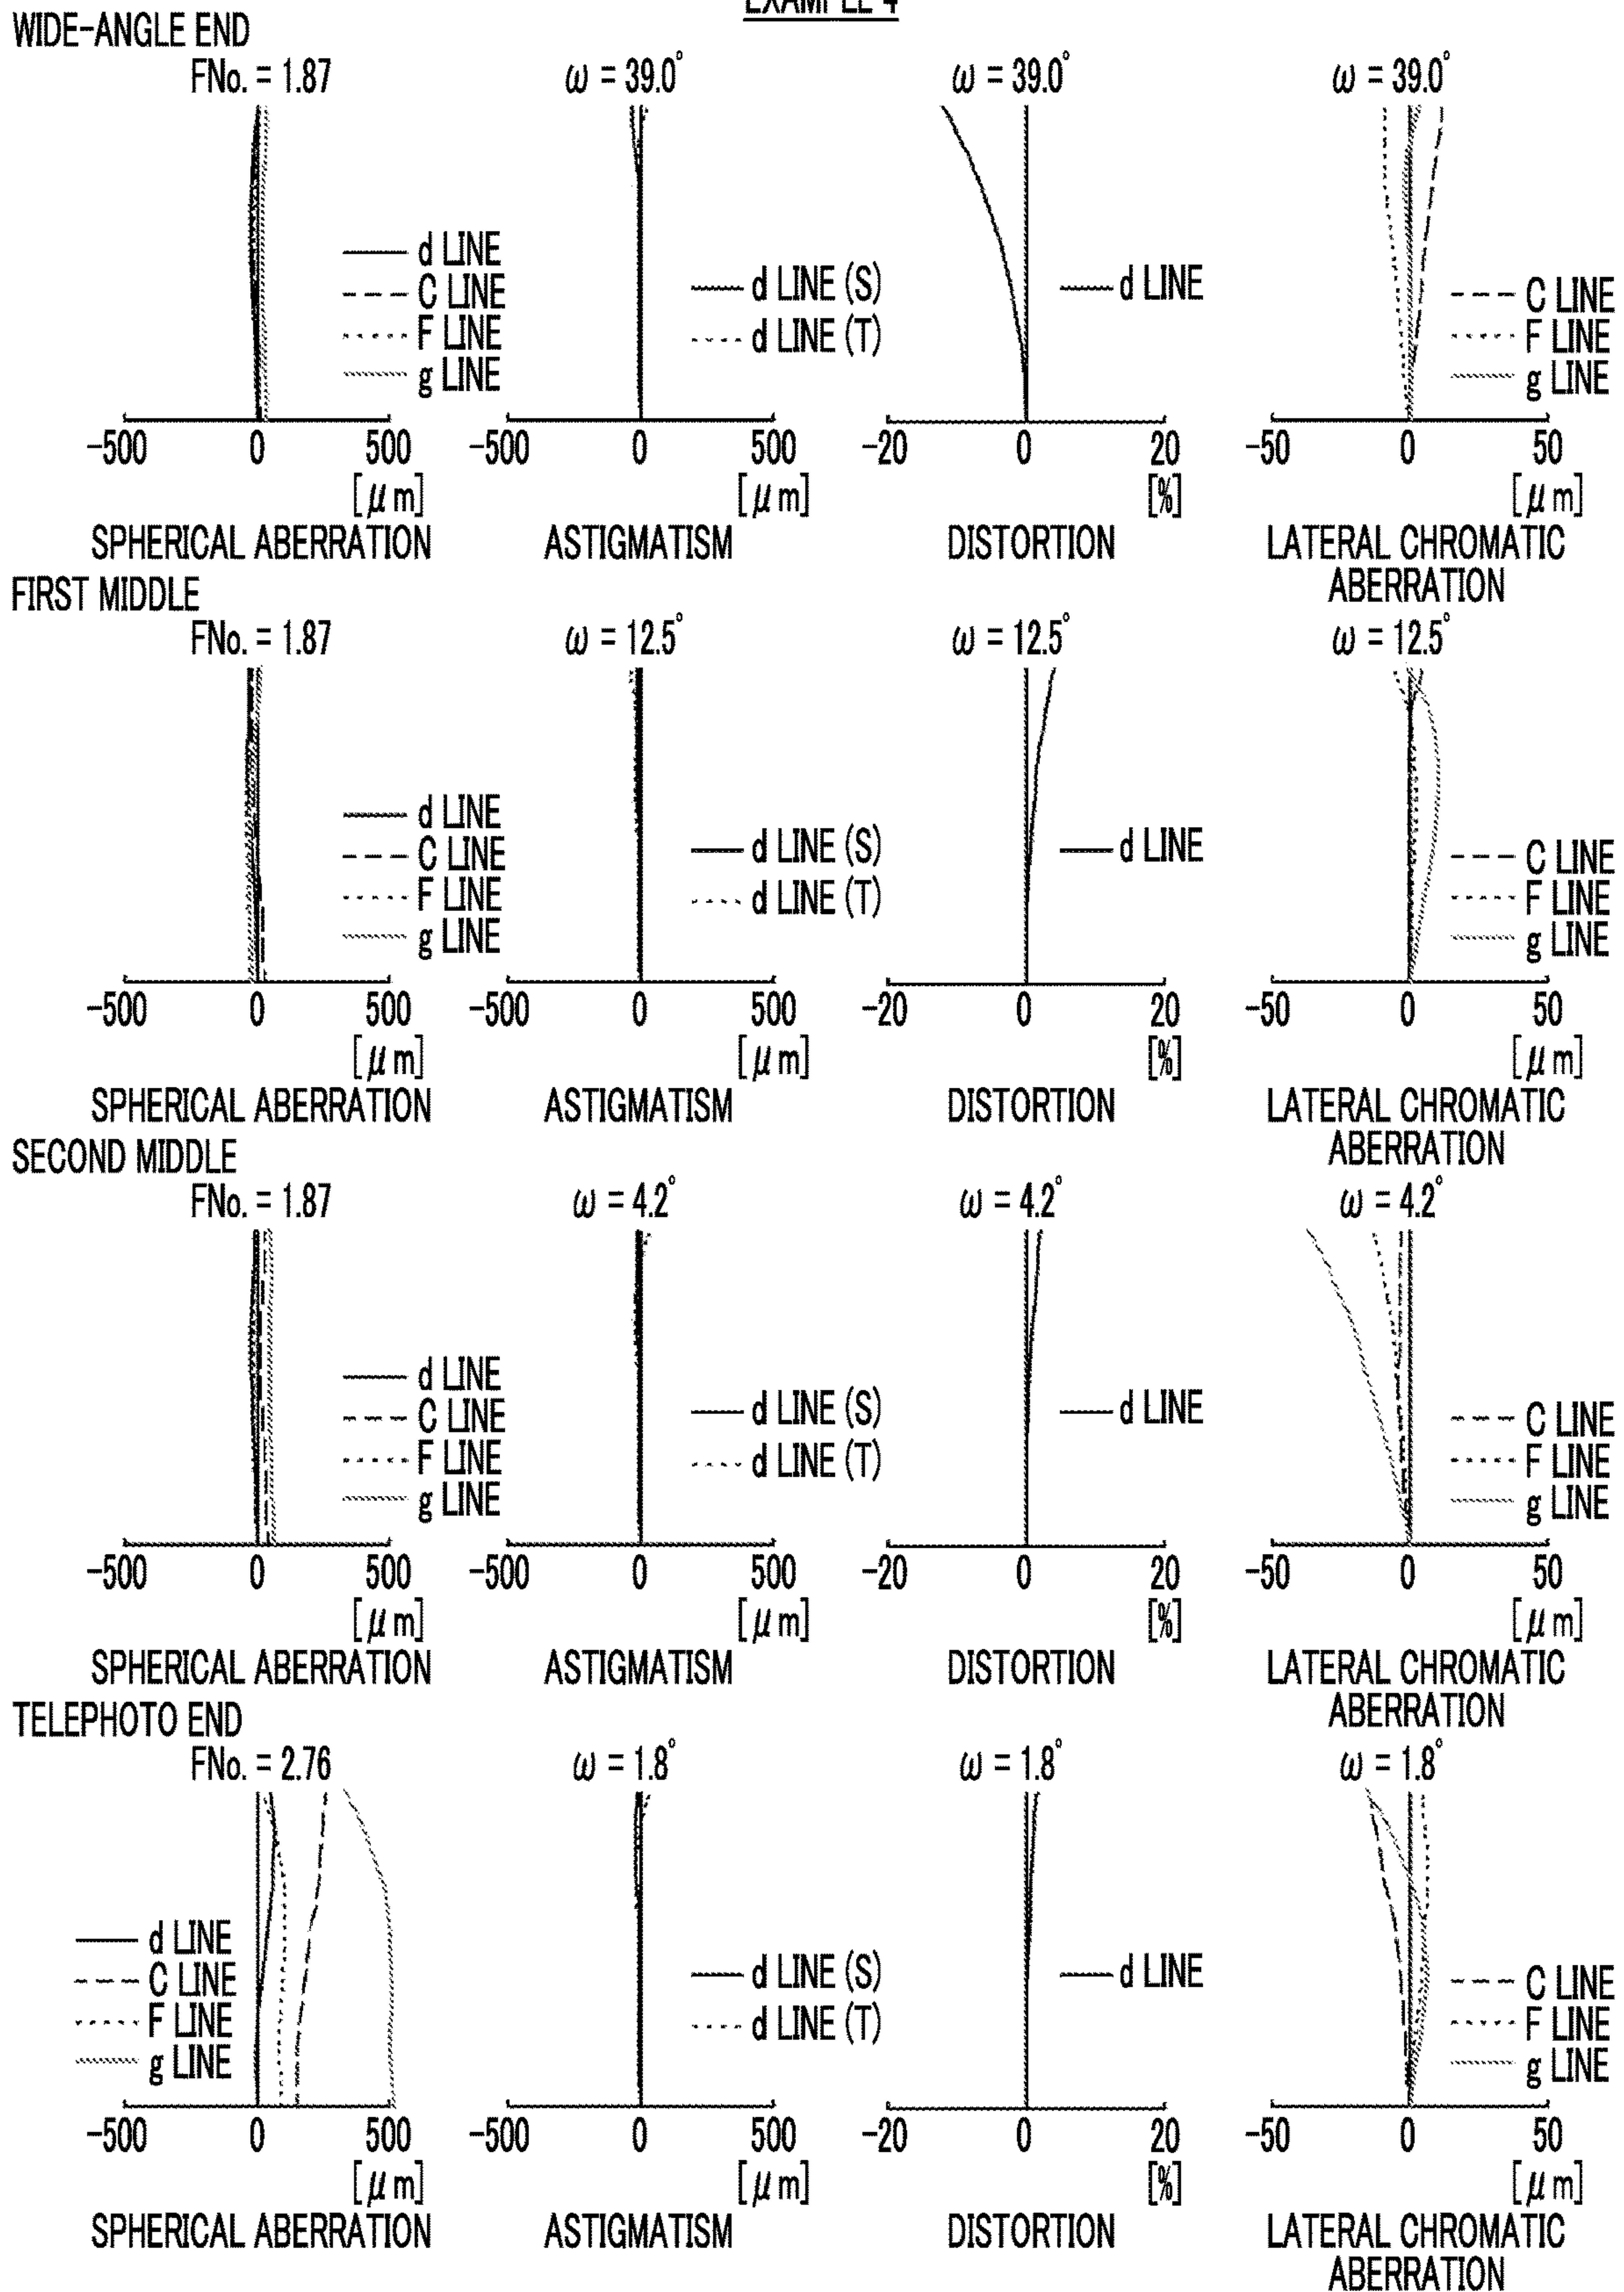 EXAMPLE 4
WIDE-ANGLE END
FNo. = 1.87 ω = 39.0° ω = 39.0° ω = 39.0°
d LINE
C LINE
F LINE
g LINE
d LINE (S)
d LINE (T)
d LINE
C LINE
F LINE
g LINE
-500 0 500 -500 0 500 -20 0 20 -50 0 50
[μm] [μm] [%] [μm]
SPHERICAL ABERRATION ASTIGMATISM DISTORTION LATERAL CHROMATIC
ABERRATION
FIRST MIDDLE
FNo. = 1.87 ω = 12.5° ω = 12.5° ω = 12.5°
d LINE
C LINE
F LINE
g LINE
d LINE (S)
d LINE (T)
d LINE
C LINE
F LINE
g LINE
-500 0 500 -500 0 500 -20 0 20 -50 0 50
[μm] [μm] [%] [μm]
SPHERICAL ABERRATION ASTIGMATISM DISTORTION LATERAL CHROMATIC
ABERRATION
SECOND MIDDLE
FNo. = 1.87 ω = 4.2° ω = 4.2° ω = 4.2°
d LINE
C LINE
F LINE
g LINE
d LINE (S)
d LINE (T)
d LINE
C LINE
F LINE
g LINE
-500 0 500 -500 0 500 -20 0 20 -50 0 50
[μm] [μm] [%] [μm]
SPHERICAL ABERRATION ASTIGMATISM DISTORTION LATERAL CHROMATIC
ABERRATION
TELEPHOTO END
FNo. = 2.76 ω = 1.8° ω = 1.8° ω = 1.8°
d LINE
C LINE
F LINE
g LINE
d LINE (S)
d LINE (T)
d LINE
C LINE
F LINE
g LINE
-500 0 500 -500 0 500 -20 0 20 -50 0 50
[μm] [μm] [%] [μm]
SPHERICAL ABERRATION ASTIGMATISM DISTORTION LATERAL CHROMATIC
ABERRATION